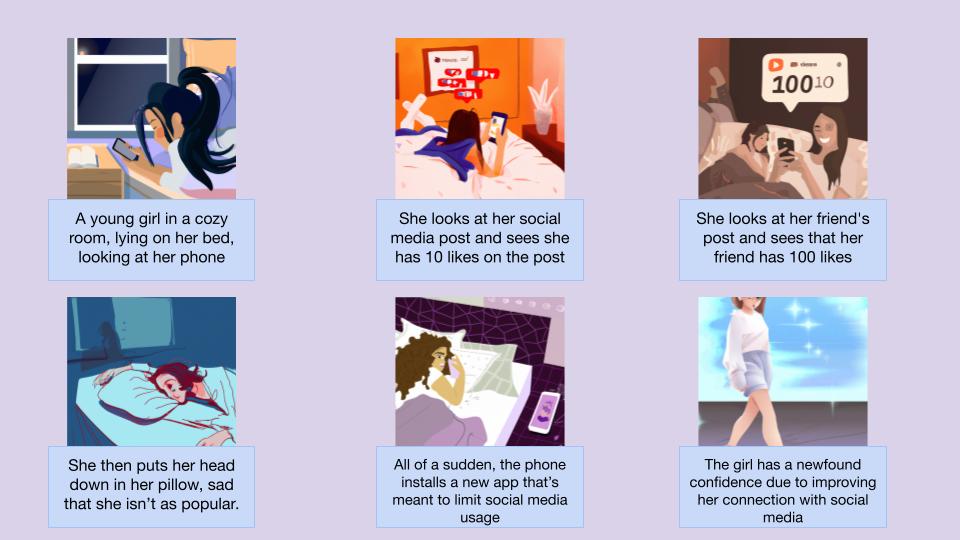 10010
A young girl in a cozy
room, lying on her bed,
looking at her phone
She looks at her social
media post and sees she
has 10 likes on the post
She looks at her friend's
post and sees that her
friend has 100 likes
She then puts her head
down in her pillow, sad
that she isn’t as popular.
All of a sudden, the phone
installs a new app that’s
meant to limit social media
usage
The girl has a newfound
confidence due to improving
her connection with social
media